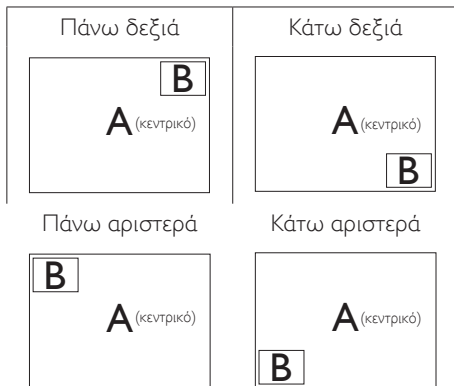 Πάνω δεξιά
B
A (κεντρικό)
Κάτω δεξιά
A (κεντρικό)
B
Πάνω αριστερά
B
A (κεντρικό)
Κάτω αριστερά
A (κεντρικό)
B